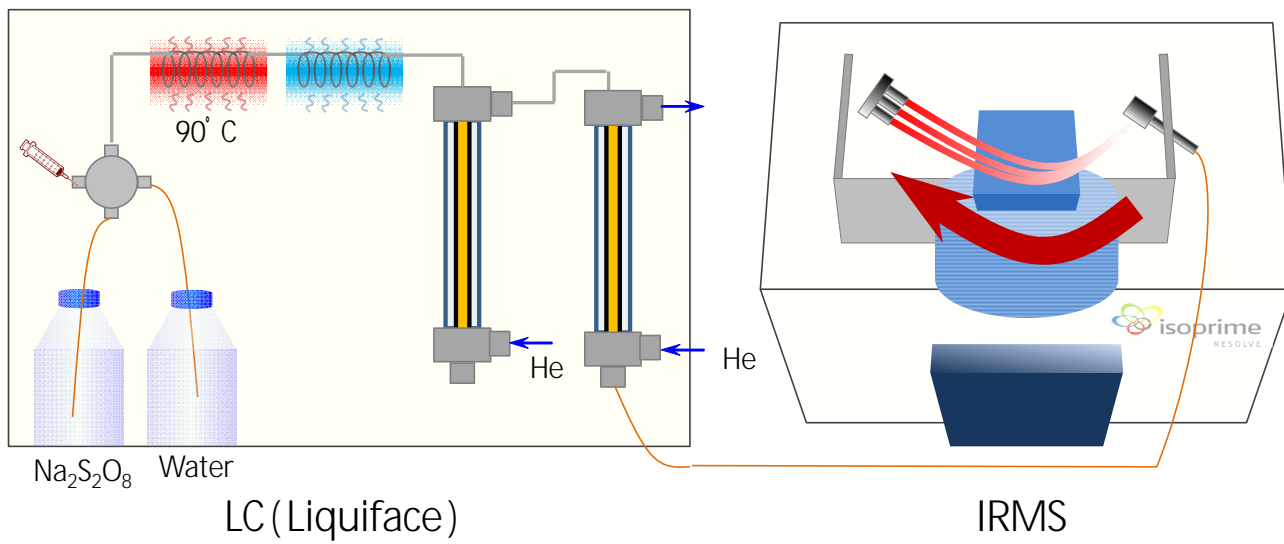 90° C
He
He
Na₂S₂O₈
Water
isoprime
RESOLVE.
LC (Liquiface)
IRMS